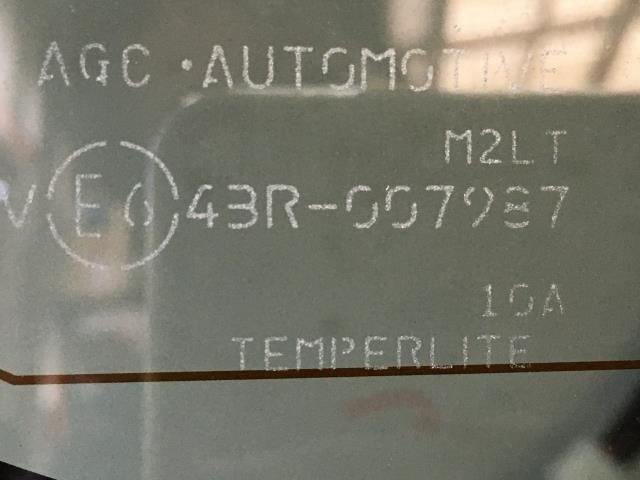 AGC · AUTOMOTIVE
M2LT
V E6 43R-007987
10A
TEMPERLITE